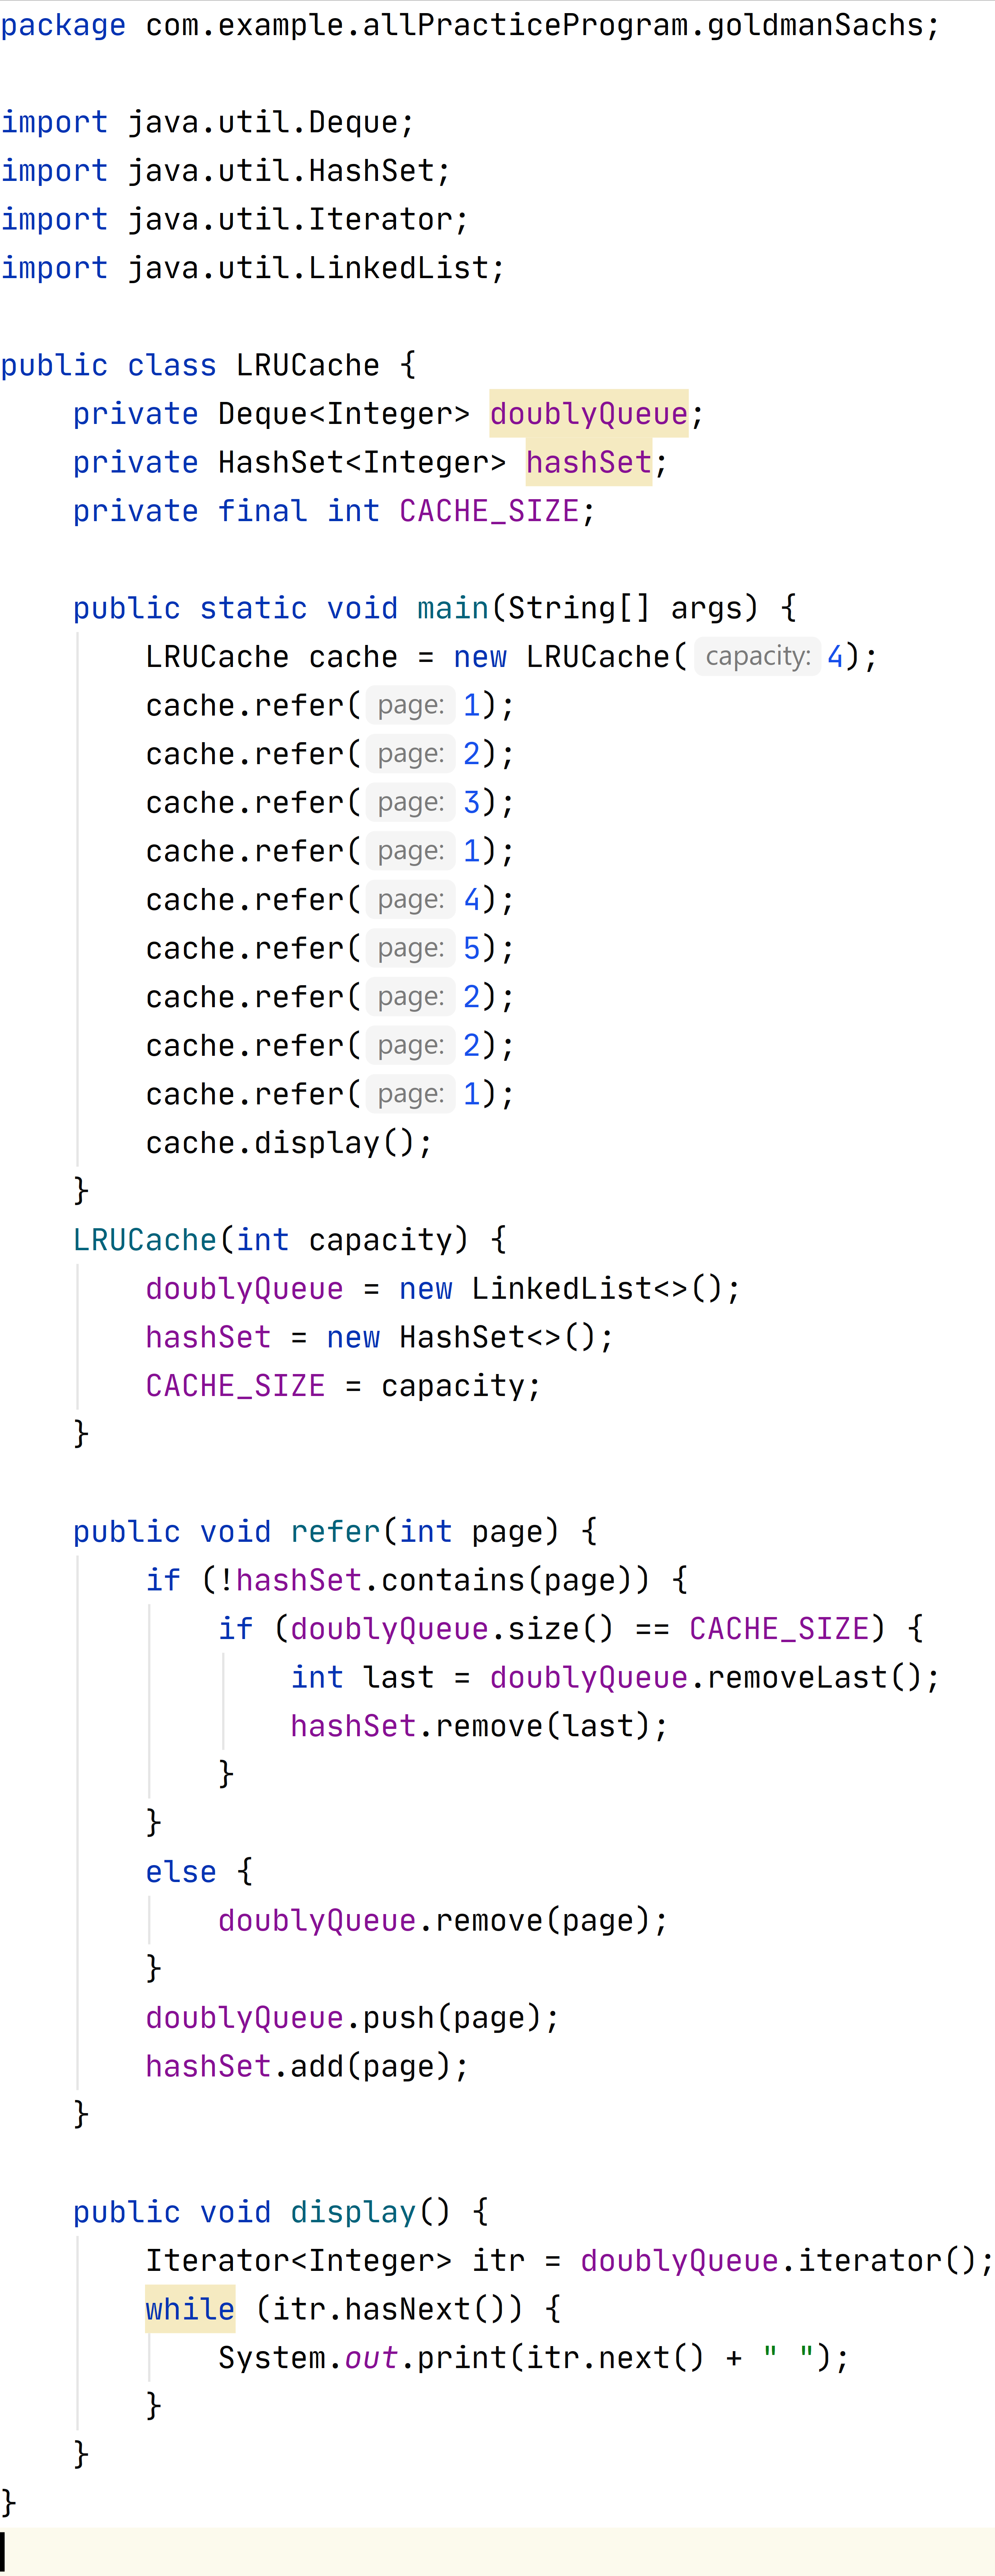 package com.example.allPracticeProgram.goldmanSachs;
import java.util.Deque;
import java.util.HashSet;
import java.util.Iterator;
import java.util.LinkedList;
public class LRUCache {
private Deque<Integer> doublyQueue;
private HashSet<Integer> hashSet;
private final int CACHE_SIZE;
public static void main(String[] args) {
LRUCache cache = new LRUCache( capacity: 4);
cache.refer( page: 1);
cache.refer( page: 2);
cache.refer( page: 3);
cache.refer( page: 1);
cache.refer( page: 4);
cache.refer( page: 5);
cache.refer( page: 2);
cache.refer( page: 2);
cache.refer( page: 1);
cache.display();
}
LRUCache(int capacity) {
doublyQueue = new LinkedList<>();
hashSet = new HashSet<>();
CACHE_SIZE = capacity;
}
public void refer(int page) {
if (!hashSet.contains(page)) {
if (doublyQueue.size() == CACHE_SIZE) {
int last = doublyQueue.removeLast();
hashSet.remove(last);
}
}
else {
doublyQueue.remove(page);
}
doublyQueue.push(page);
hashSet.add(page);
}
public void display() {
Iterator<Integer> itr = doublyQueue.iterator();
while (itr.hasNext()) {
System.out.print(itr.next() + " ");
}
}
}